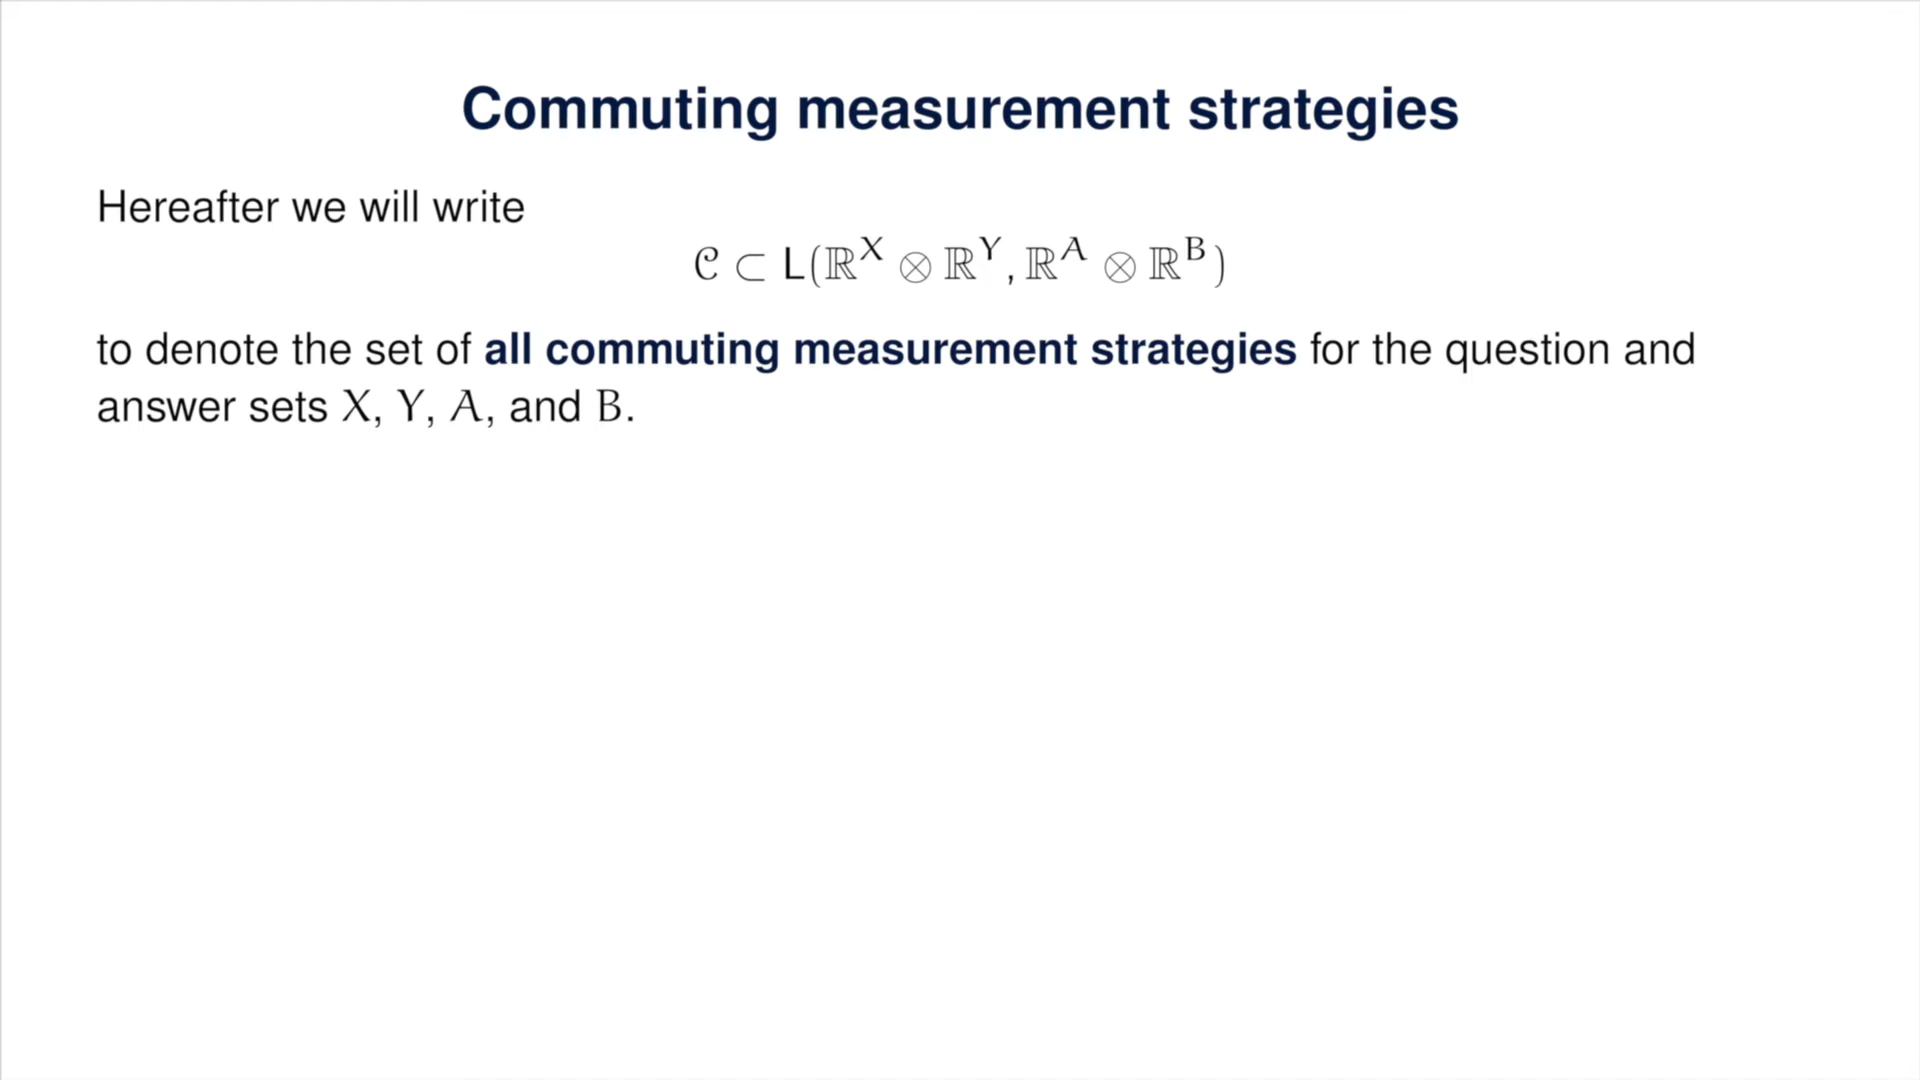 Commuting measurement strategies
Hereafter we will write
𝒞 ⊂ L(ℝ^X ⊗ ℝ^Y, ℝ^A ⊗ ℝ^B)
to denote the set of all commuting measurement strategies for the question and
answer sets X, Y, A, and B.